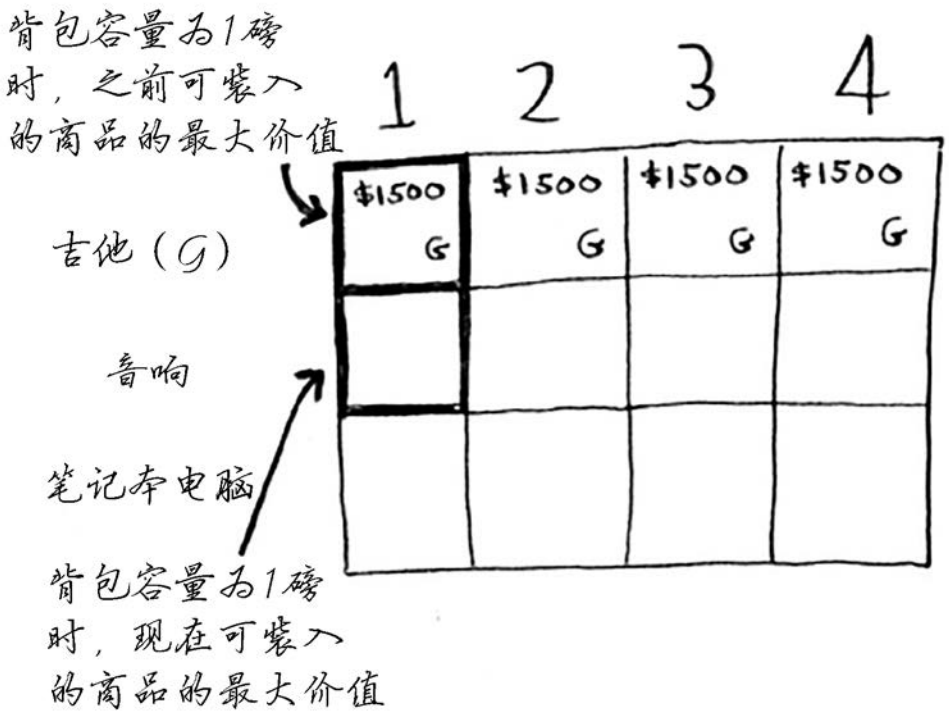 背包容量为1磅
时，之前可装入
的商品的最大价值
1 2 3 4
吉他（G） $1500 G $1500 G $1500 G $1500 G
音响
笔记本电脑
背包容量为1磅
时，现在可装入
的商品的最大价值